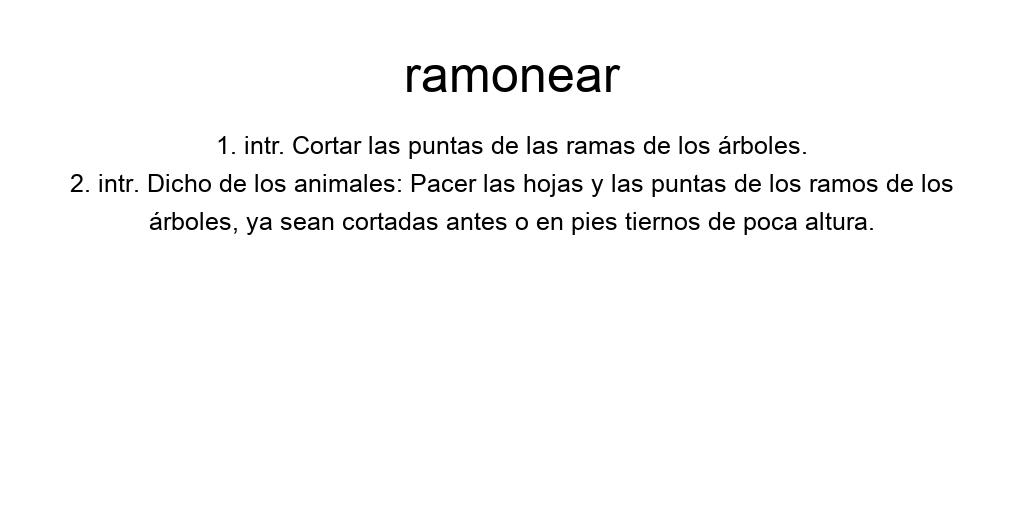 ramonear
1. intr. Cortar las puntas de las ramas de los árboles.
2. intr. Dicho de los animales: Pacer las hojas y las puntas de los ramos de los
árboles, ya sean cortadas antes o en pies tiernos de poca altura.